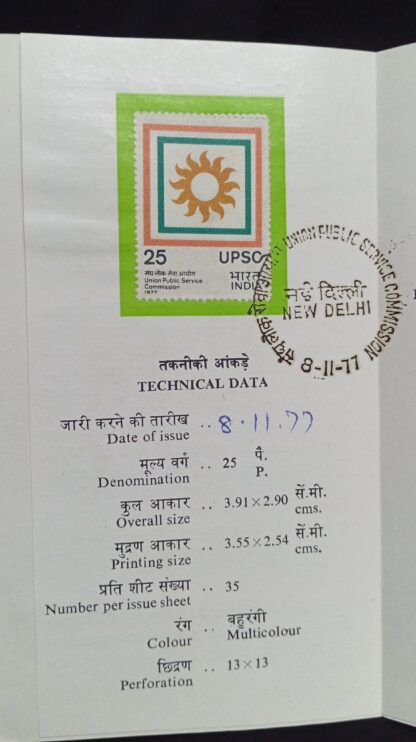 25 UPSC
संघ लोक सेवा आयोग भारत
Union Public Service
Commission INDIA
1977
संघ लोक सेवा आयोग UNION PUBLIC SERVICE COMMISSION
नई दिल्ली
NEW DELHI
8-11-77
तकनीकी आंकड़े
TECHNICAL DATA
जारी करने की तारीख .. 8.11.77
Date of issue
मूल्य वर्ग .. 25 पै.
Denomination P.
कुल आकार .. 3.91×2.90 सें.मी.
Overall size cms.
मुद्रण आकार .. 3.55×2.54 सें.मी.
Printing size cms.
प्रति शीट संख्या .. 35
Number per issue sheet
रंग .. बहुरंगी
Colour Multicolour
छिद्रण .. 13×13
Perforation